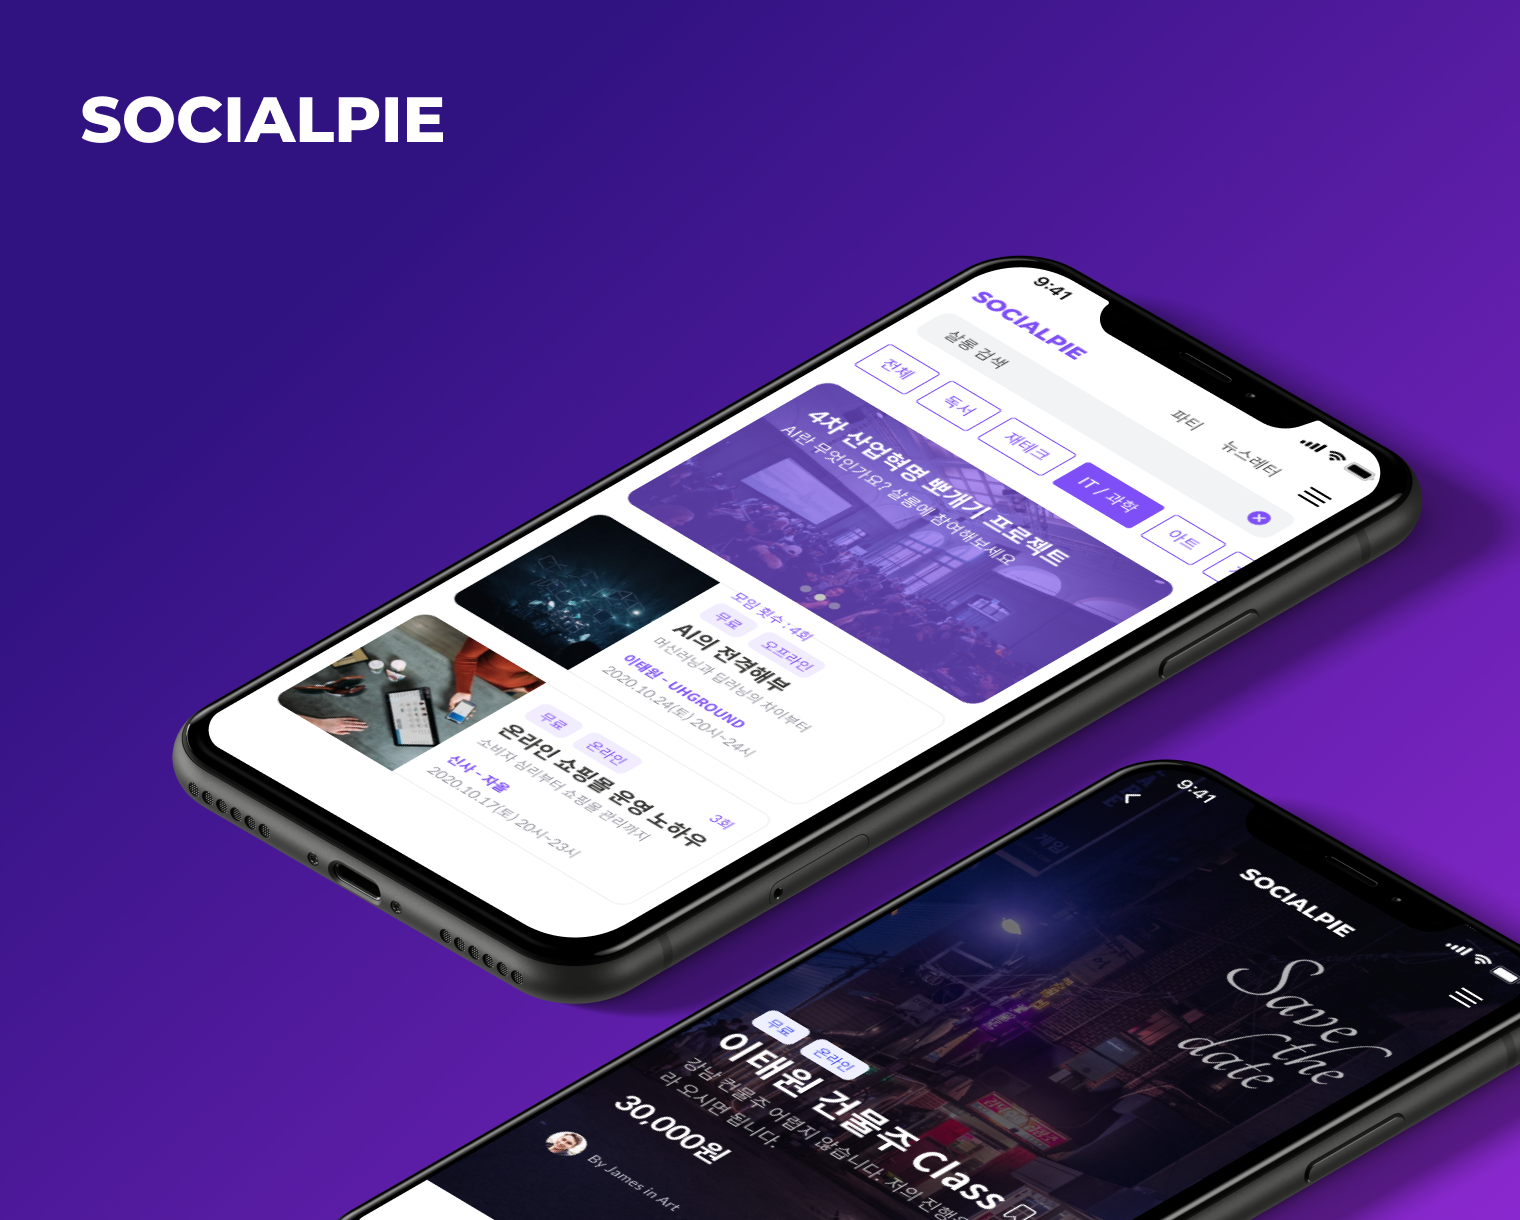 SOCIALPIE
9:41
SOCIALPIE
파티
뉴스레터
살롱 검색
전체
독서
재테크
IT / 과학
아트
4차 산업혁명 뽀개기 프로젝트
AI란 무엇인가요? 살롱에 참여해보세요
모임 횟수 : 4회
무료
오프라인
AI의 전격해부
머신러닝과 딥러닝의 차이부터
이태원 - UHGROUND
2020.10.24(토) 20시~24시
3회
무료
온라인
온라인 쇼핑몰 운영 노하우
소비자 심리부터 쇼핑몰 관리까지
신사 - 자울
2020.10.17(토) 20시~23시
9:41
SOCIALPIE
Save
the
date
게임
무료
온라인
이태원 건물주 Class
강남 건물주 어렵지 않습니다. 저의 진행
라 오시면 됩니다.
30,000원
By James in Art